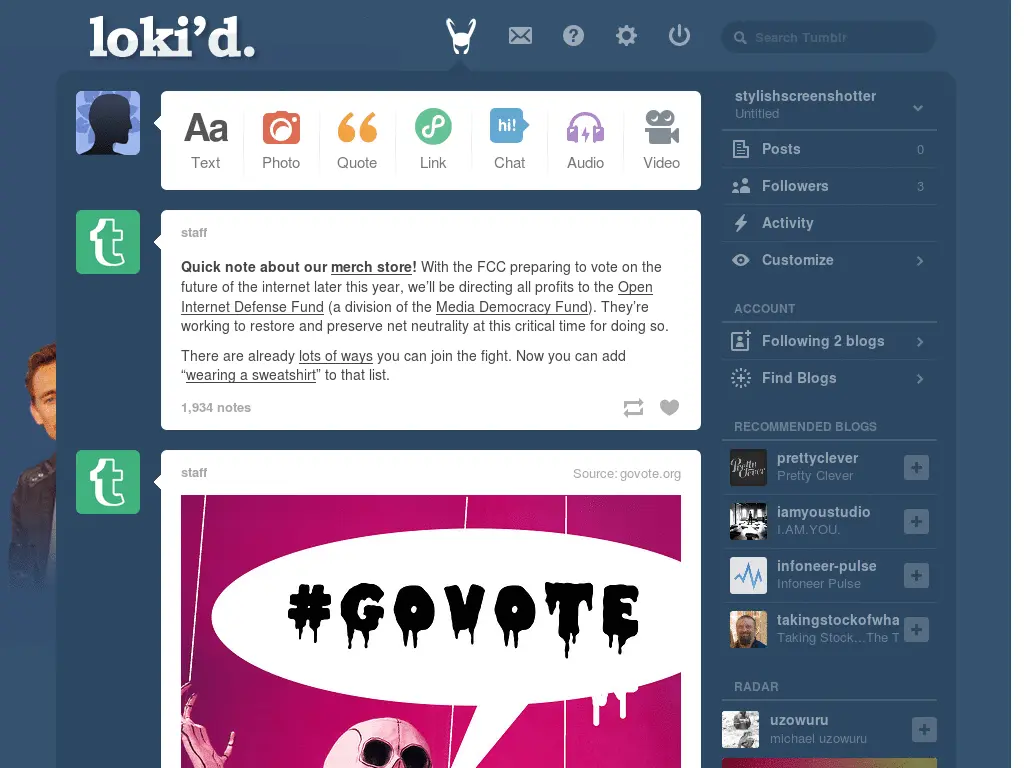 loki’d.
Search Tumblr
Aa
Text
Photo
Quote
Link
hi!
Chat
Audio
Video
staff
Quick note about our merch store! With the FCC preparing to vote on the
future of the internet later this year, we’ll be directing all profits to the Open
Internet Defense Fund (a division of the Media Democracy Fund). They’re
working to restore and preserve net neutrality at this critical time for doing so.
There are already lots of ways you can join the fight. Now you can add
“wearing a sweatshirt” to that list.
1,934 notes
staff
Source: govote.org
#GOVOTE
stylishscreenshotter
Untitled
Posts 0
Followers 3
Activity
Customize
ACCOUNT
Following 2 blogs
Find Blogs
RECOMMENDED BLOGS
Pretty Clever
prettyclever
Pretty Clever
iamyoustudio
I.AM.YOU.
infoneer-pulse
Infoneer Pulse
takingstockofwha
Taking Stock…The T
RADAR
uzowuru
michael uzowuru